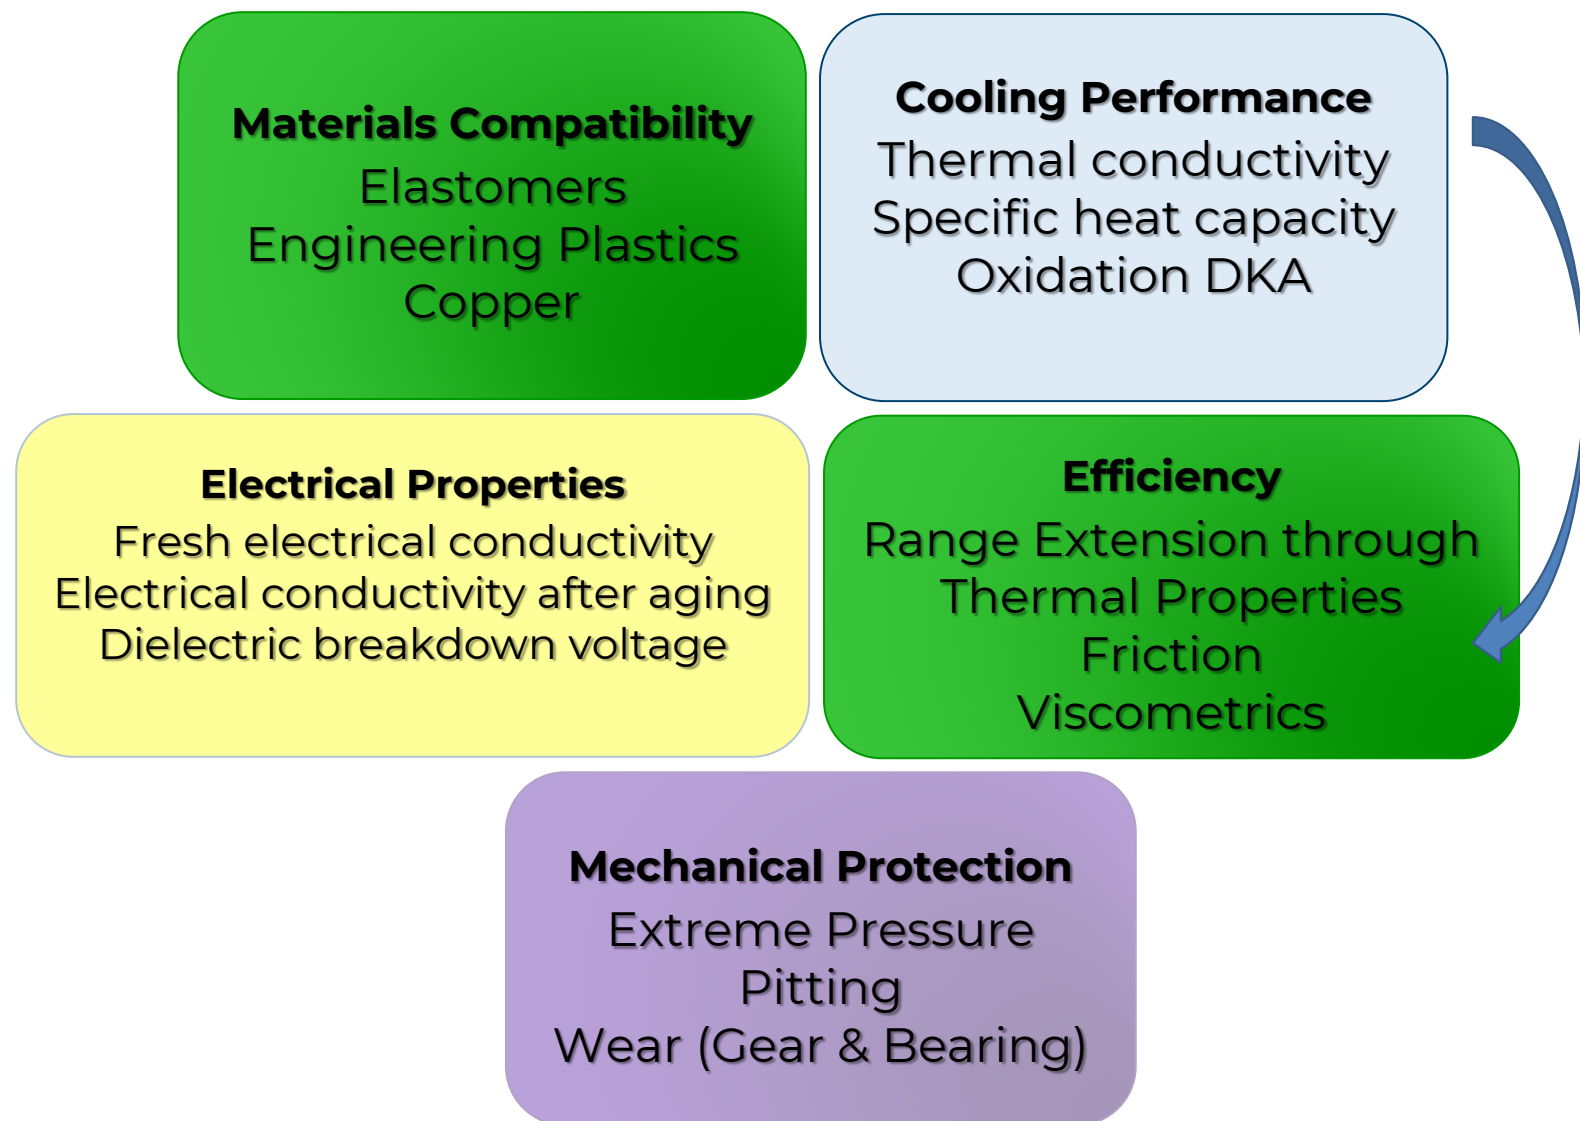 Materials Compatibility
Elastomers
Engineering Plastics
Copper
Cooling Performance
Thermal conductivity
Specific heat capacity
Oxidation DKA
Electrical Properties
Fresh electrical conductivity
Electrical conductivity after aging
Dielectric breakdown voltage
Efficiency
Range Extension through
Thermal Properties
Friction
Viscometrics
Mechanical Protection
Extreme Pressure
Pitting
Wear (Gear & Bearing)